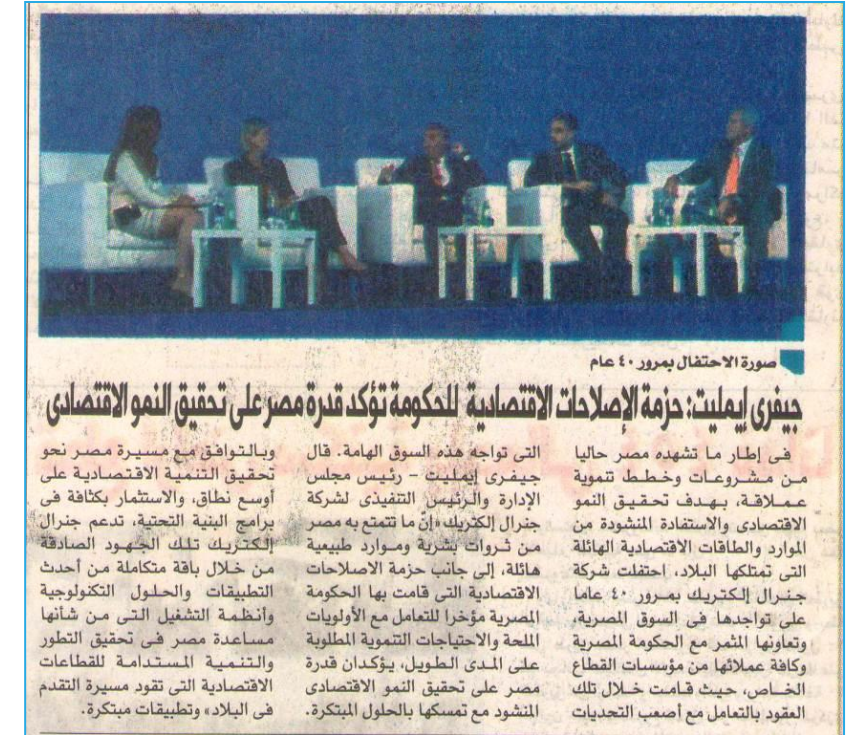 صورة الاحتفال بمرور ٤٠ عام
جيفرى إيمليت: حزمة الإصلاحات الاقتصادية للحكومة تؤكد قدرة مصر على تحقيق النمو الاقتصادى
فى إطار ما تشهده مصر حاليا
من مشروعات وخطط تنموية
عملاقة، بهدف تحقيق النمو
الاقتصادى والاستفادة المنشودة من
الموارد والطاقات الاقتصادية الهائلة
التى تمتلكها البلاد، احتفلت شركة
جنرال إلكتريك بمرور ٤٠ عاما
على تواجدها فى السوق المصرية،
وتعاونها المثمر مع الحكومة المصرية
وكافة عملائها من مؤسسات القطاع
الخاص، حيث قامت خلال تلك
العقود بالتعامل مع أصعب التحديات
التى تواجه هذه السوق الهامة. قال
جيفرى إيمليت - رئيس مجلس
الإدارة والرئيس التنفيذى لشركة
جنرال إلكتريك «إن ما تتمتع به مصر
من ثروات بشرية وموارد طبيعية
هائلة، إلى جانب حزمة الاصلاحات
الاقتصادية التى قامت بها الحكومة
المصرية مؤخرا للتعامل مع الأولويات
الملحة والاحتياجات التنموية المطلوبة
على المدى الطويل، يؤكدان قدرة
مصر على تحقيق النمو الاقتصادى
المنشود مع تمسكها بالحلول المبتكرة.
وبالتوافق مع مسيرة مصر نحو
تحقيق التنمية الاقتصادية على
أوسع نطاق، والاستثمار بكثافة فى
برامج البنية التحتية، تدعم جنرال
إلكتريك تلك الجهود الصادقة
من خلال باقة متكاملة من أحدث
التطبيقات والحلول التكنولوجية
وأنظمة التشغيل التى من شأنها
مساعدة مصر فى تحقيق التطور
والتنمية المستدامة للقطاعات
الاقتصادية التى تقود مسيرة التقدم
فى البلاد» وتطبيقات مبتكرة.